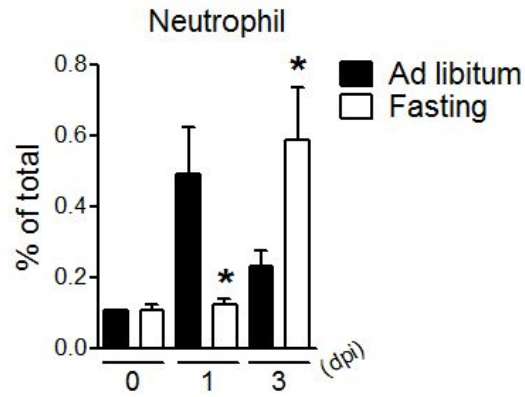 Neutrophil
% of total
0.8
0.6
0.4
0.2
0.0
*
*
Ad libitum
Fasting
0 1 3 (dpi)